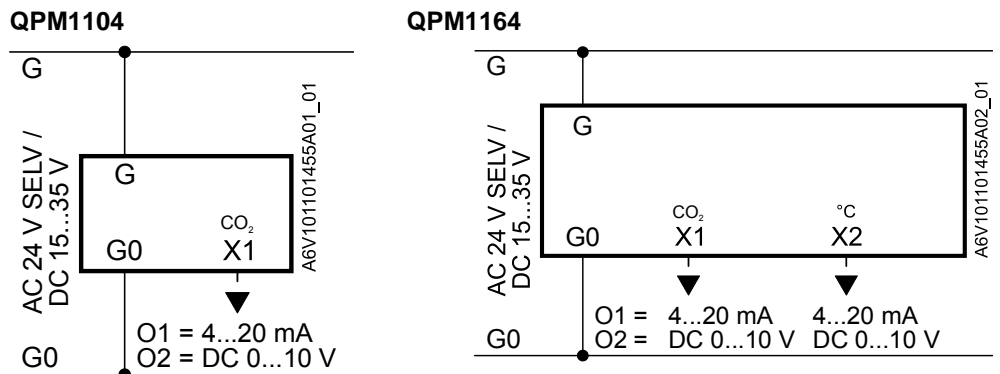 QPM1104
G
AC 24 V SELV /
DC 15...35 V
G
CO₂
G0 X1
A6V101101455A01_01
O1 = 4...20 mA
O2 = DC 0...10 V
G0
QPM1164
G
AC 24 V SELV /
DC 15...35 V
G
CO₂ °C
G0 X1 X2
A6V101101455A02_01
O1 = 4...20 mA 4...20 mA
O2 = DC 0...10 V DC 0...10 V
G0